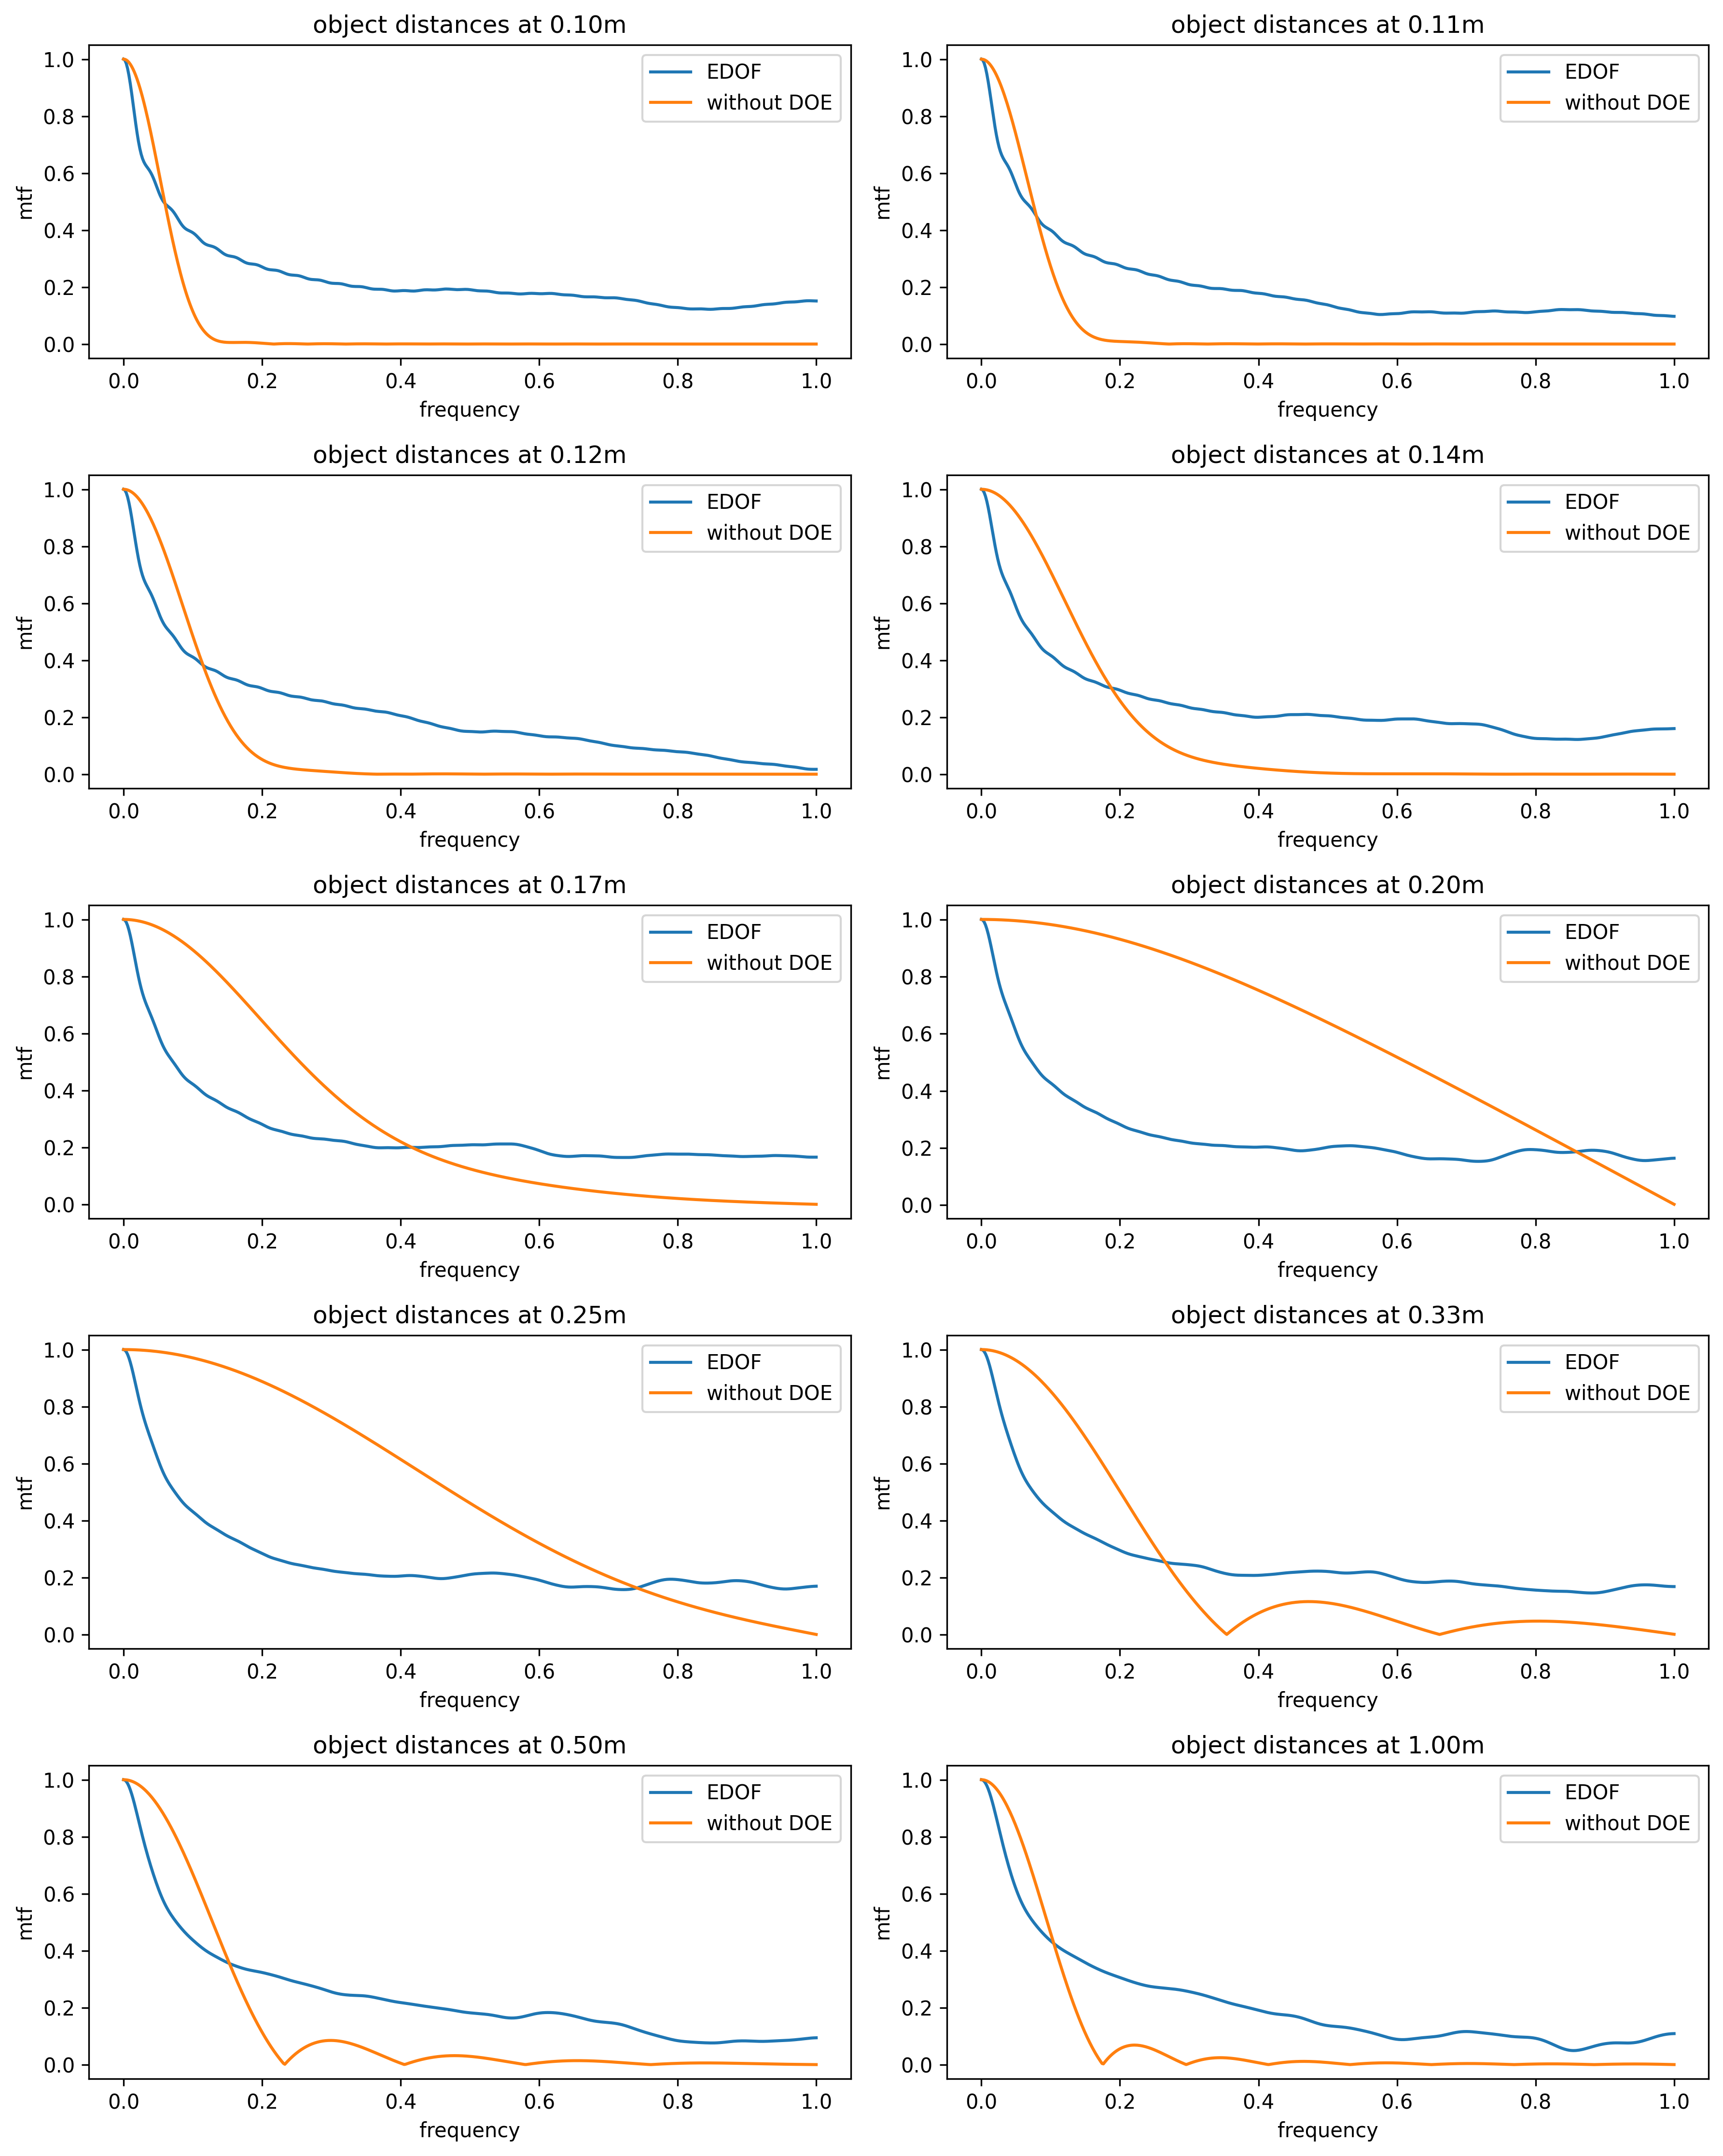 object distances at 0.10m
1.0
0.8
0.6
0.4
0.2
0.0
mtf
EDOF
without DOE
0.0 0.2 0.4 0.6 0.8 1.0
frequency
object distances at 0.11m
1.0
0.8
0.6
0.4
0.2
0.0
mtf
EDOF
without DOE
0.0 0.2 0.4 0.6 0.8 1.0
frequency
object distances at 0.12m
1.0
0.8
0.6
0.4
0.2
0.0
mtf
EDOF
without DOE
0.0 0.2 0.4 0.6 0.8 1.0
frequency
object distances at 0.14m
1.0
0.8
0.6
0.4
0.2
0.0
mtf
EDOF
without DOE
0.0 0.2 0.4 0.6 0.8 1.0
frequency
object distances at 0.17m
1.0
0.8
0.6
0.4
0.2
0.0
mtf
EDOF
without DOE
0.0 0.2 0.4 0.6 0.8 1.0
frequency
object distances at 0.20m
1.0
0.8
0.6
0.4
0.2
0.0
mtf
EDOF
without DOE
0.0 0.2 0.4 0.6 0.8 1.0
frequency
object distances at 0.25m
1.0
0.8
0.6
0.4
0.2
0.0
mtf
EDOF
without DOE
0.0 0.2 0.4 0.6 0.8 1.0
frequency
object distances at 0.33m
1.0
0.8
0.6
0.4
0.2
0.0
mtf
EDOF
without DOE
0.0 0.2 0.4 0.6 0.8 1.0
frequency
object distances at 0.50m
1.0
0.8
0.6
0.4
0.2
0.0
mtf
EDOF
without DOE
0.0 0.2 0.4 0.6 0.8 1.0
frequency
object distances at 1.00m
1.0
0.8
0.6
0.4
0.2
0.0
mtf
EDOF
without DOE
0.0 0.2 0.4 0.6 0.8 1.0
frequency